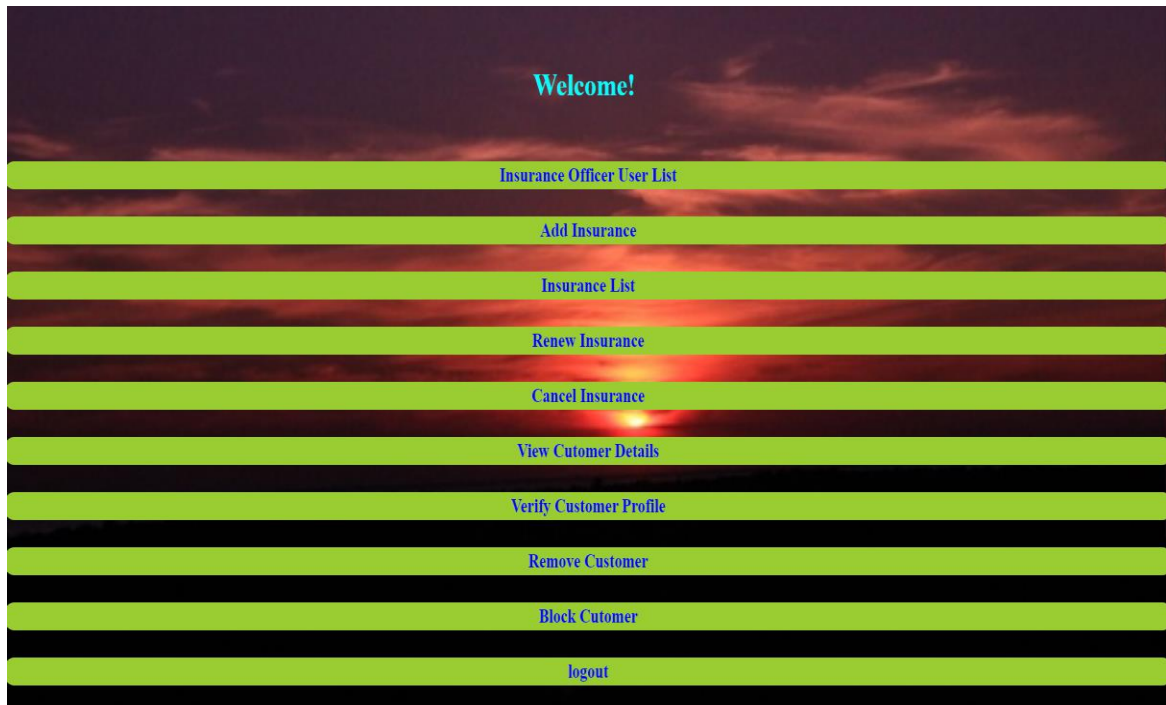 Welcome!
Insurance Officer User List
Add Insurance
Insurance List
Renew Insurance
Cancel Insurance
View Cutomer Details
Verify Customer Profile
Remove Customer
Block Cutomer
logout